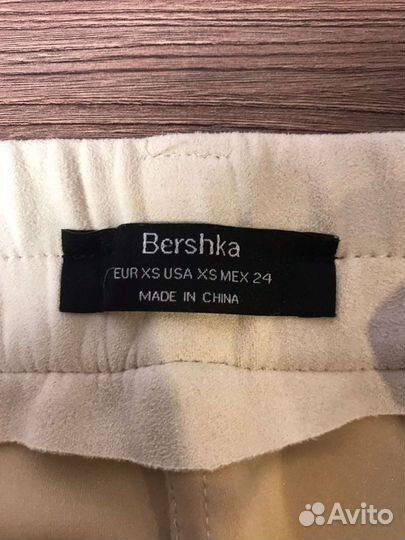 Bershka
EUR XS USA XS MEX 24
MADE IN CHINA
Avito